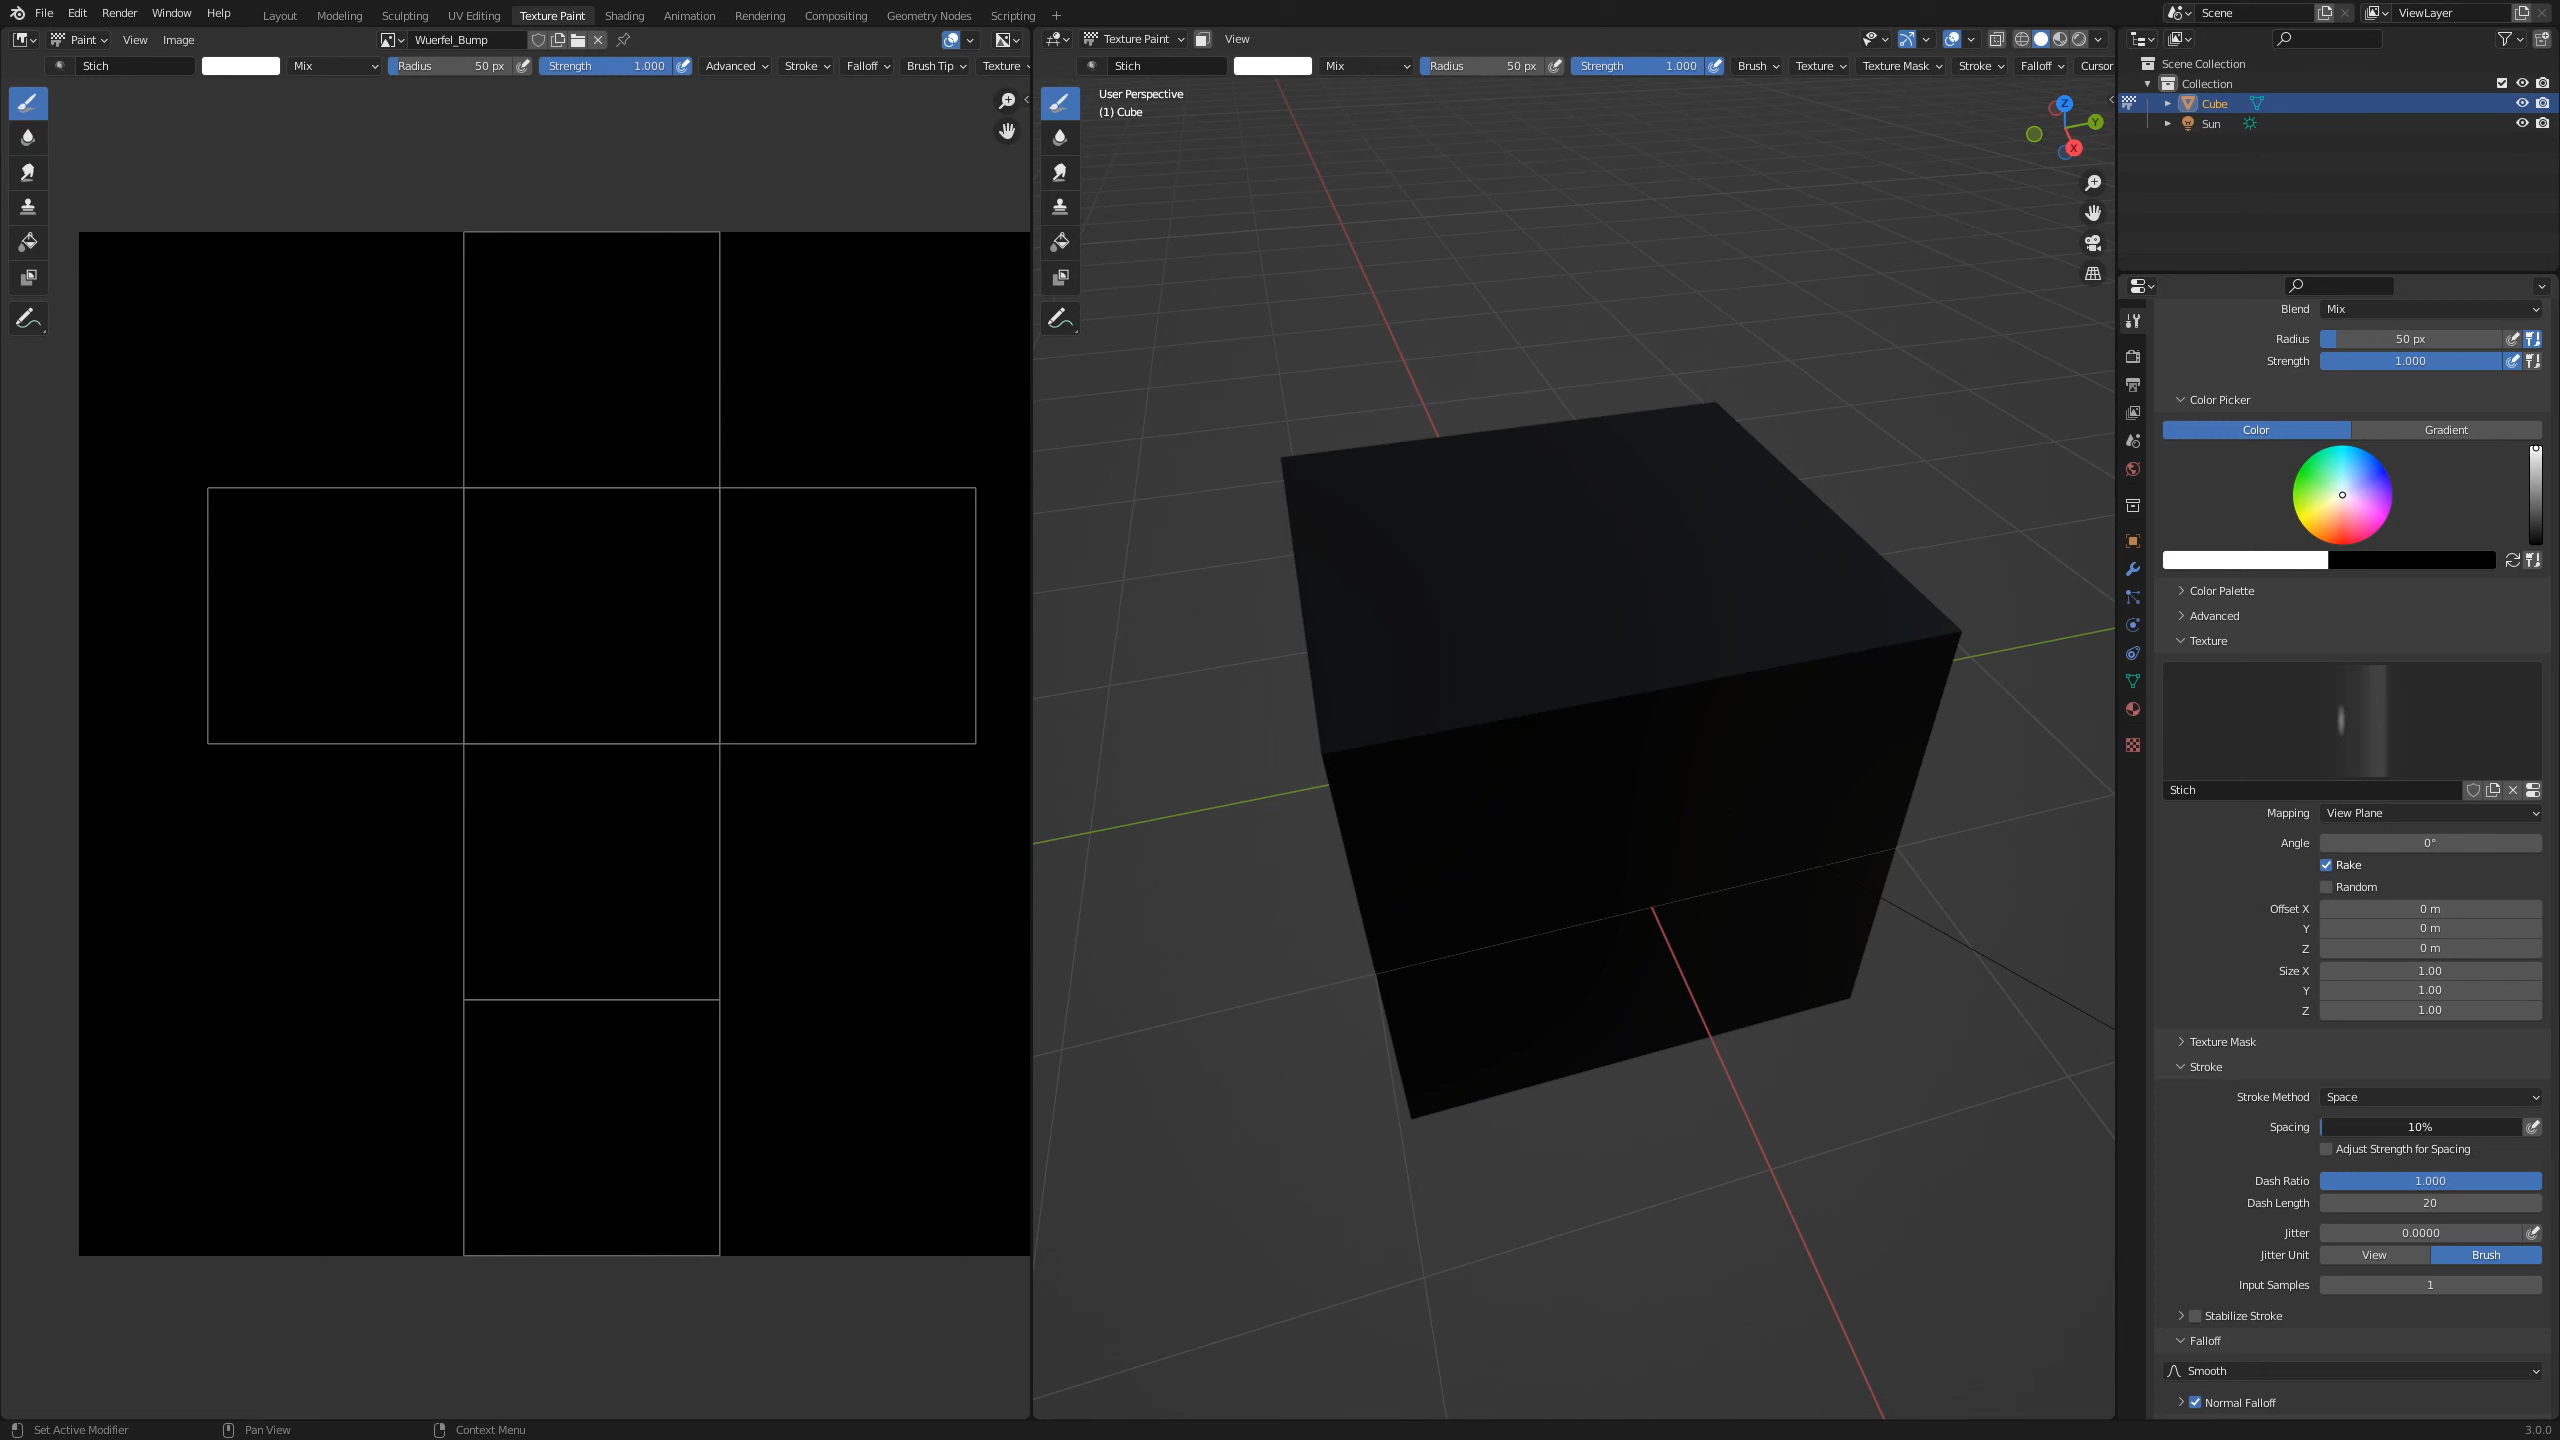 File Edit Render Window Help Layout Modeling Sculpting UV Editing Texture Paint Shading Animation Rendering Compositing Geometry Nodes Scripting + Scene ViewLayer
Paint View Image Wuerfel_Bump Texture Paint View
Stich Mix Radius 50 px Strength 1.000 Advanced Stroke Falloff Brush Tip Texture Stich Mix Radius 50 px Strength 1.000 Brush Texture Texture Mask Stroke Falloff Cursor
Scene Collection
Collection
Cube
Sun
User Perspective
(1) Cube
Z
Y
X
Blend Mix
Radius 50 px
Strength 1.000
Color Picker
Color Gradient
Color Palette
Advanced
Texture
Stich
Mapping View Plane
Angle 0°
Rake
Random
Offset X 0 m
Y 0 m
Z 0 m
Size X 1.00
Y 1.00
Z 1.00
Texture Mask
Stroke
Stroke Method Space
Spacing 10%
Adjust Strength for Spacing
Dash Ratio 1.000
Dash Length 20
Jitter 0.0000
Jitter Unit View Brush
Input Samples 1
Stabilize Stroke
Falloff
Smooth
Normal Falloff
Set Active Modifier Pan View Context Menu 3.0.0